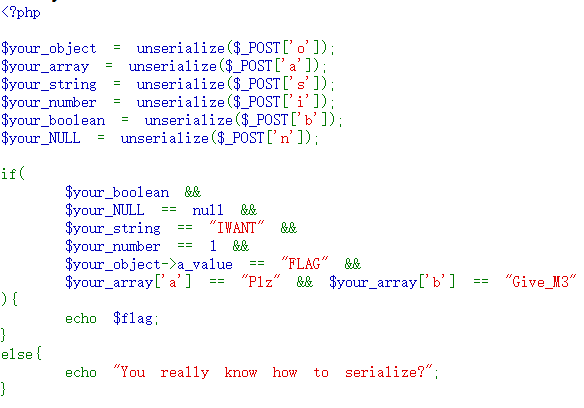 <?php
$your_object = unserialize($_POST['o']);
$your_array = unserialize($_POST['a']);
$your_string = unserialize($_POST['s']);
$your_number = unserialize($_POST['i']);
$your_boolean = unserialize($_POST['b']);
$your_NULL = unserialize($_POST['n']);
if(
$your_boolean &&
$your_NULL == null &&
$your_string == "IWANT" &&
$your_number == 1 &&
$your_object->a_value == "FLAG" &&
$your_array['a'] == "Plz" && $your_array['b'] == "Give_M3"
){
echo $flag;
}
else{
echo "You really know how to serialize?";
}